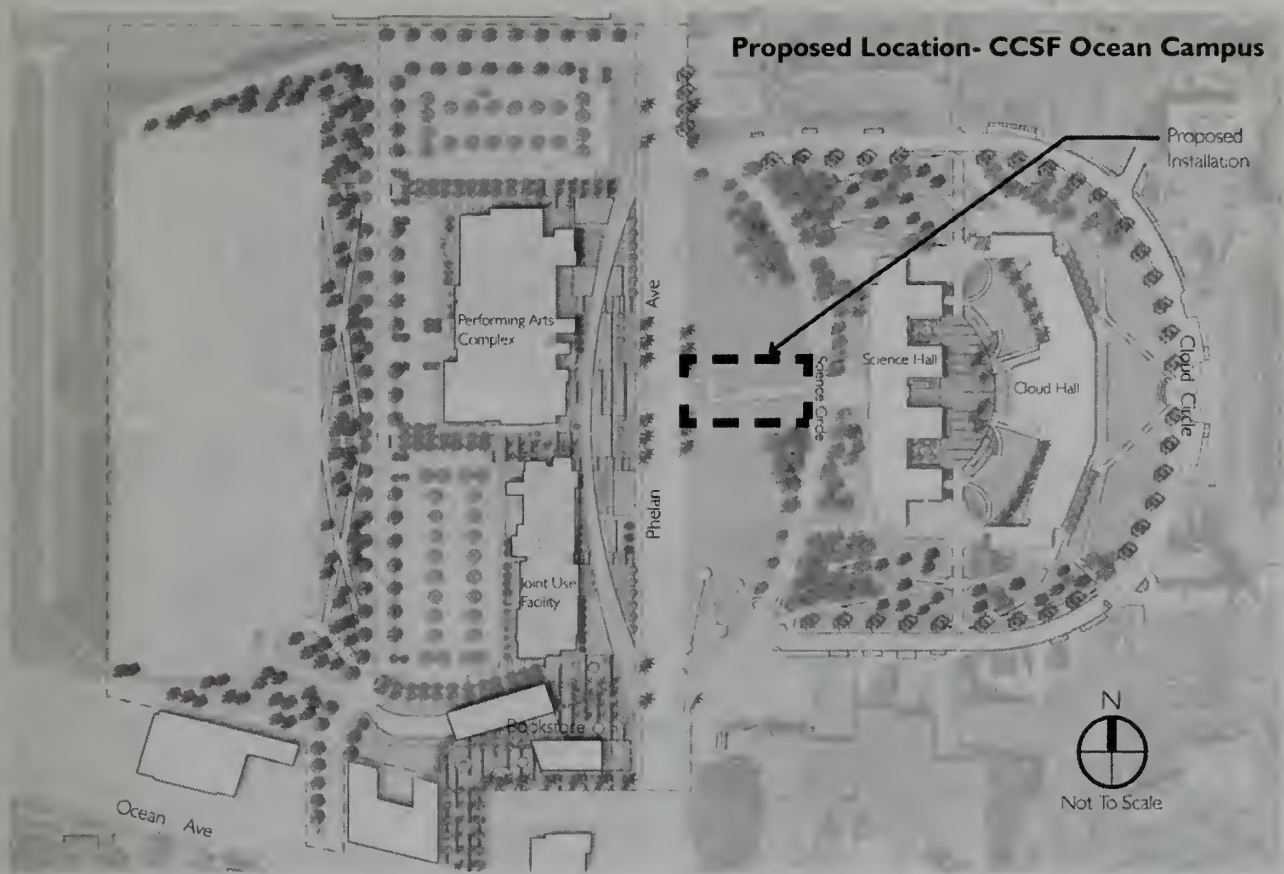 Proposed Location- CCSF Ocean Campus
Proposed
Installation
Performing Arts
Complex
Ave
Phelan
Science Circle
Science Hall
Cloud Hall
Cloud Circle
Joint Use
Facility
Bookstore
Ocean Ave
N
Not To Scale